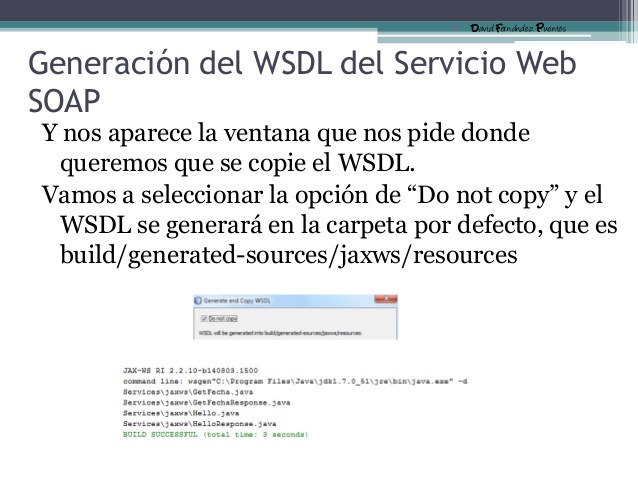 David Fernández Puentes
Generación del WSDL del Servicio Web
SOAP
Y nos aparece la ventana que nos pide donde
queremos que se copie el WSDL.
Vamos a seleccionar la opción de “Do not copy” y el
WSDL se generará en la carpeta por defecto, que es
build/generated-sources/jaxws/resources
Generate and Copy WSDL
Do not copy
WSDL will be generated into build/generated-sources/jaxws/resources
JAX-WS RI 2.2.10-b140803.1500
command line: wsgen"C:\Program Files\Java\jdk1.7.0_51\jre\bin\java.exe" -d
Services\jaxws\GetFecha.java
Services\jaxws\GetFechaResponse.java
Services\jaxws\Hello.java
Services\jaxws\HelloResponse.java
BUILD SUCCESSFUL (total time: 3 seconds)